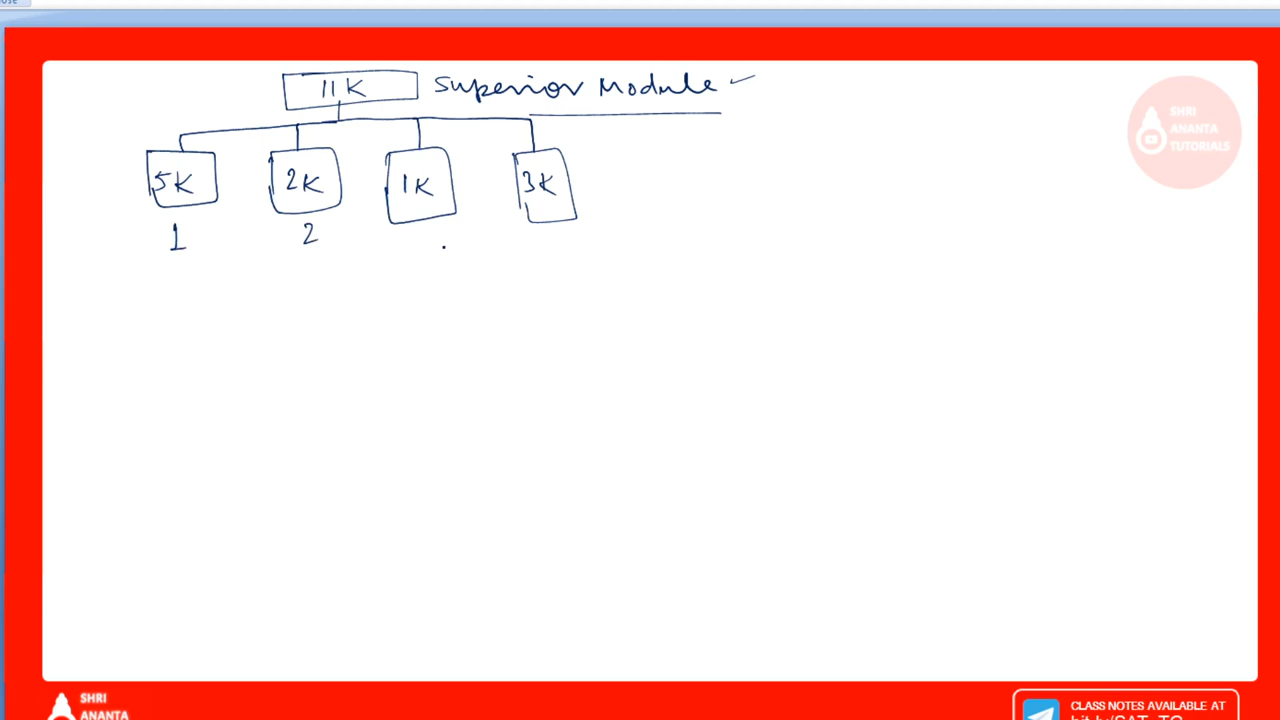 11K Superior Module
5K 2K 1K 3K
1 2
SHRI
ANANTA
TUTORIALS
SHRI
ANANTA
CLASS NOTES AVAILABLE AT